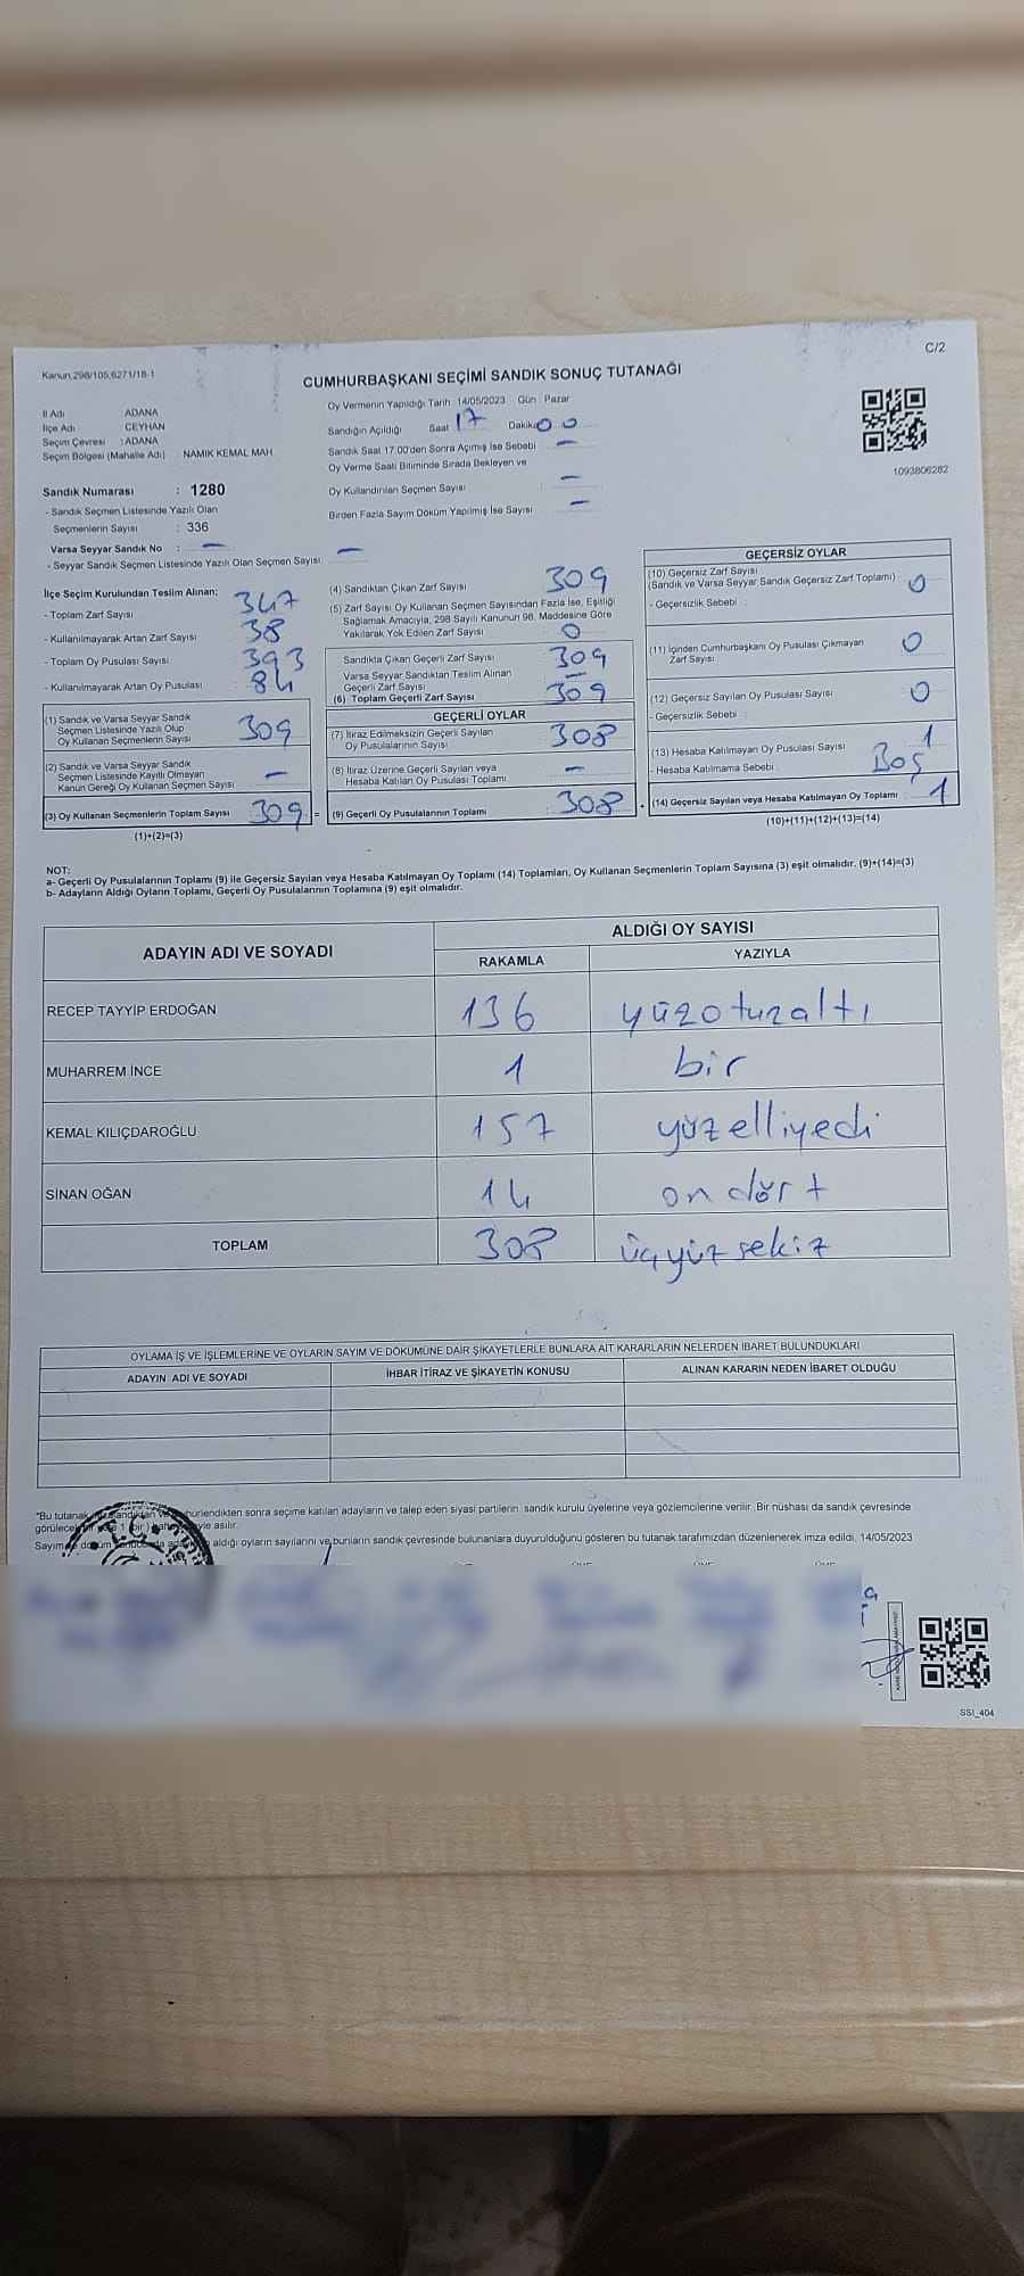 C/2
Kanun,298/105,6271/18-1
CUMHURBAŞKANI SEÇİMİ SANDIK SONUÇ TUTANAĞI
İl Adı ADANA
İlçe Adı CEYHAN
Seçim Çevresi : ADANA
Seçim Bölgesi (Mahalle Adı) NAMIK KEMAL MAH
Sandık Numarası : 1280
- Sandık Seçmen Listesinde Yazılı Olan
Seçmenlerin Sayısı : 336
Varsa Seyyar Sandık No : -
- Seyyar Sandık Seçmen Listesinde Yazılı Olan Seçmen Sayısı -
Oy Vermenin Yapıldığı Tarih 14/05/2023 Gün Pazar
Sandığın Açıldığı Saat 17 Dakika 00
Sandık Saat 17.00'den Sonra Açımış İse Sebebi -
Oy Verme Saati Bitiminde Sırada Bekleyen ve
Oy Kullandırılan Seçmen Sayısı -
Birden Fazla Sayım Döküm Yapılmış İse Sayısı -
1093806282
İlçe Seçim Kurulundan Teslim Alınan:
- Toplam Zarf Sayısı 347
- Kullanılmayarak Artan Zarf Sayısı 38
- Toplam Oy Pusulası Sayısı 393
- Kullanılmayarak Artan Oy Pusulası 84
(1) Sandık ve Varsa Seyyar Sandık
Seçmen Listesinde Yazılı Olup
Oy Kullanan Seçmenlerin Sayısı 309
(2) Sandık ve Varsa Seyyar Sandık
Seçmen Listesinde Kayıtlı Olmayan
Kanun Gereği Oy Kullanan Seçmen Sayısı -
(3) Oy Kullanan Seçmenlerin Toplam Sayısı 309 =
(1)+(2)=(3)
(4) Sandıktan Çıkan Zarf Sayısı 309
(5) Zarf Sayısı Oy Kullanan Seçmen Sayısından Fazla İse, Eşitliği
Sağlamak Amacıyla, 298 Sayılı Kanunun 98. Maddesine Göre
Yakılarak Yok Edilen Zarf Sayısı 0
Sandıkta Çıkan Geçerli Zarf Sayısı 309
Varsa Seyyar Sandıktan Teslim Alınan
Geçerli Zarf Sayısı -
(6) Toplam Geçerli Zarf Sayısı 309
GEÇERLİ OYLAR
(7) İtiraz Edilmeksizin Geçerli Sayılan
Oy Pusulalarının Sayısı 308
(8) İtiraz Üzerine Geçerli Sayılan veya
Hesaba Katılan Oy Pusulası Toplamı -
(9) Geçerli Oy Pusulalarının Toplamı 308
GEÇERSİZ OYLAR
(10) Geçersiz Zarf Sayısı
(Sandık ve Varsa Seyyar Sandık Geçersiz Zarf Toplamı) 0
- Geçersizlik Sebebi :
(11) İçinden Cumhurbaşkanı Oy Pusulası Çıkmayan
Zarf Sayısı 0
(12) Geçersiz Sayılan Oy Pusulası Sayısı 0
- Geçersizlik Sebebi :
(13) Hesaba Katılmayan Oy Pusulası Sayısı 1
- Hesaba Katılmama Sebebi : Boş
(14) Geçersiz Sayılan veya Hesaba Katılmayan Oy Toplamı 1
(10)+(11)+(12)+(13)=(14)
NOT:
a- Geçerli Oy Pusulalarının Toplamı (9) ile Geçersiz Sayılan veya Hesaba Katılmayan Oy Toplamı (14) Toplamları, Oy Kullanan Seçmenlerin Toplam Sayısına (3) eşit olmalıdır. (9)+(14)=(3)
b- Adayların Aldığı Oyların Toplamı, Geçerli Oy Pusulalarının Toplamına (9) eşit olmalıdır.
ADAYIN ADI VE SOYADI ALDIĞI OY SAYISI
RAKAMLA YAZIYLA
RECEP TAYYİP ERDOĞAN 136 yüzotuzaltı
MUHARREM İNCE 1 bir
KEMAL KILIÇDAROĞLU 157 yüzelliyedi
SİNAN OĞAN 14 on dört
TOPLAM 308 üçyüz sekiz
OYLAMA İŞ VE İŞLEMLERİNE VE OYLARIN SAYIM VE DÖKÜMÜNE DAİR ŞİKAYETLERLE BUNLARA AİT KARARLARIN NELERDEN İBARET BULUNDUKLARI
ADAYIN ADI VE SOYADI İHBAR İTİRAZ VE ŞİKAYETİN KONUSU ALINAN KARARIN NEDEN İBARET OLDUĞU
"Bu tutanak sonra seçime katılan adayların ve talep eden siyasi partilerin sandık kurulu üyelerine veya gözlemcilerine verilir. Bir nüshası da sandık çevresinde
asılır.
aldığı oyların sayılarını ve bunların sandık çevresinde bulunanlara duyurulduğunu gösteren bu tutanak tarafımızdan düzenlenerek imza edildi. 14/05/2023
SSI_404